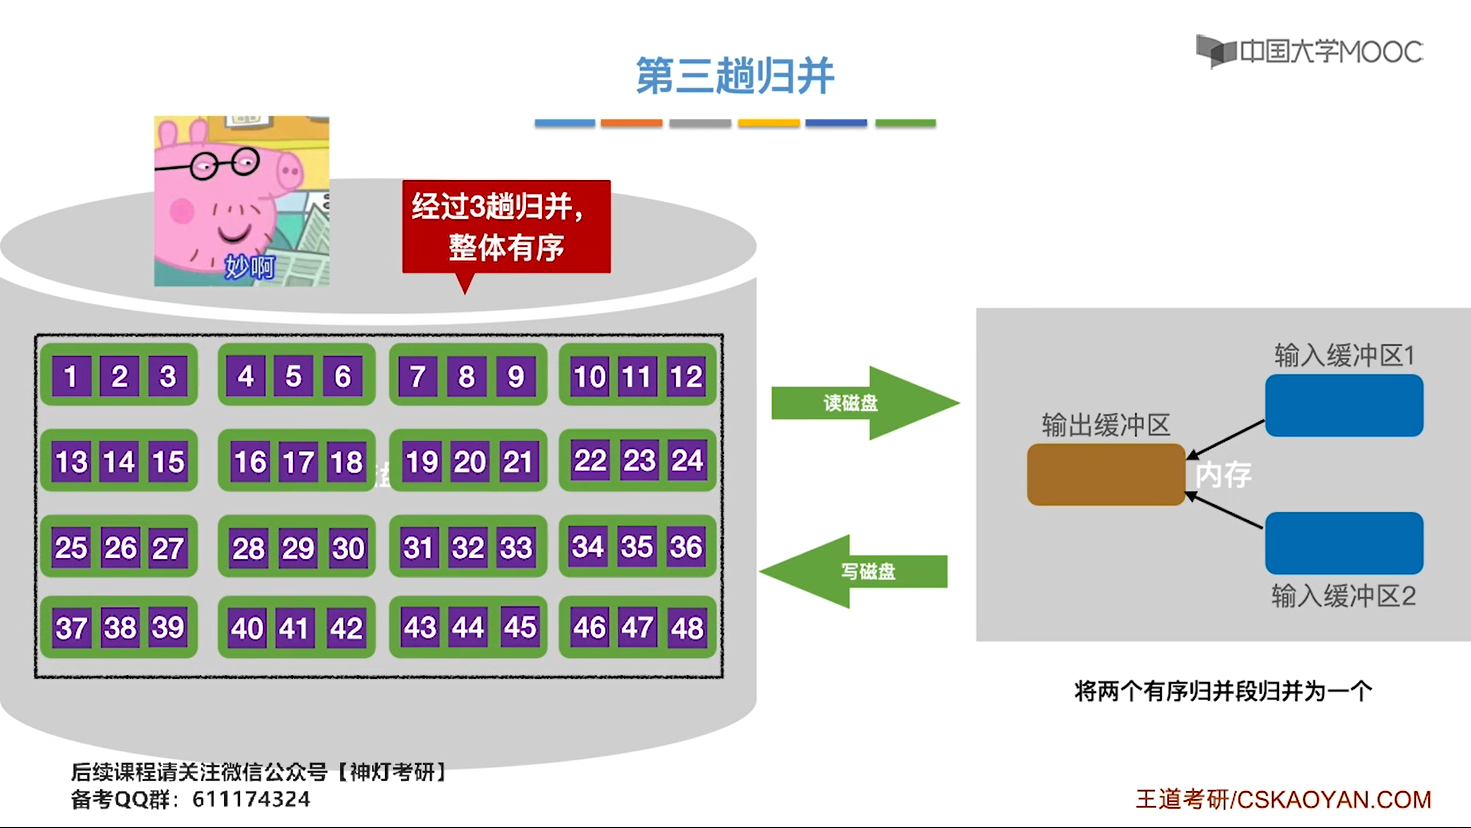 中国大学MOOC
第三趟归并
妙啊
经过3趟归并，
整体有序
1 2 3 4 5 6 7 8 9 10 11 12
13 14 15 16 17 18 19 20 21 22 23 24
25 26 27 28 29 30 31 32 33 34 35 36
37 38 39 40 41 42 43 44 45 46 47 48
读磁盘
写磁盘
输入缓冲区1
输出缓冲区
内存
输入缓冲区2
将两个有序归并段归并为一个
后续课程请关注微信公众号【神灯考研】
备考QQ群：611174324
王道考研/CSKAOYAN.COM